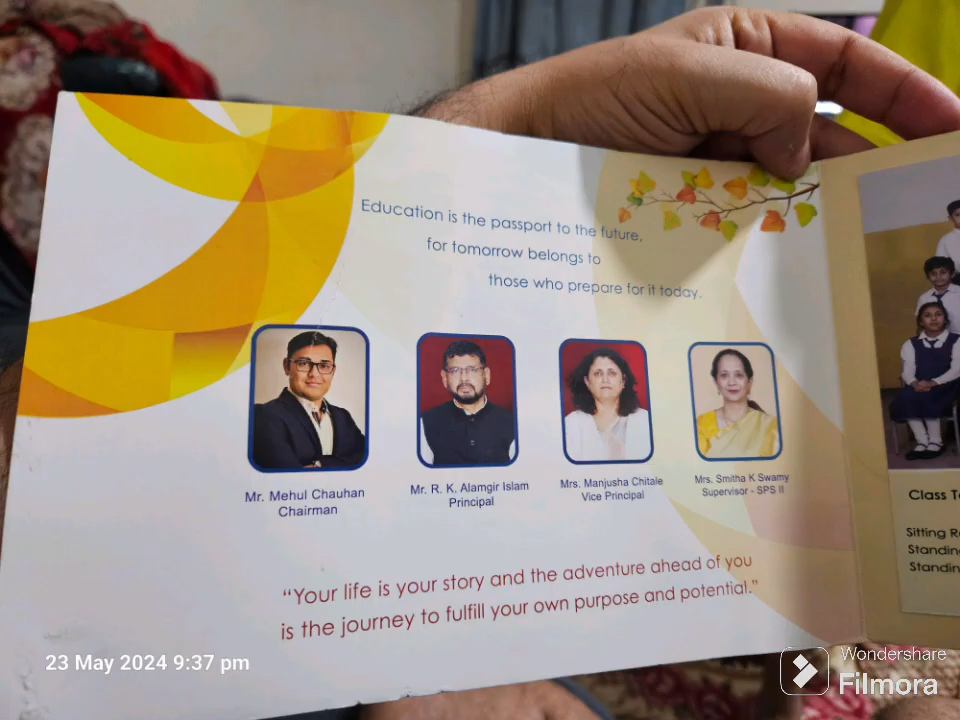 Education is the passport to the future,
for tomorrow belongs to
those who prepare for it today.
Mr. Mehul Chauhan
Chairman
Mr. R. K. Alamgir Islam
Principal
Mrs. Manjusha Chitale
Vice Principal
Mrs. Smitha K Swamy
Supervisor - SPS II
“Your life is your story and the adventure ahead of you
is the journey to fulfill your own purpose and potential.”
Class
Sitting
23 May 2024 9:37 pm
Wondershare
Filmora